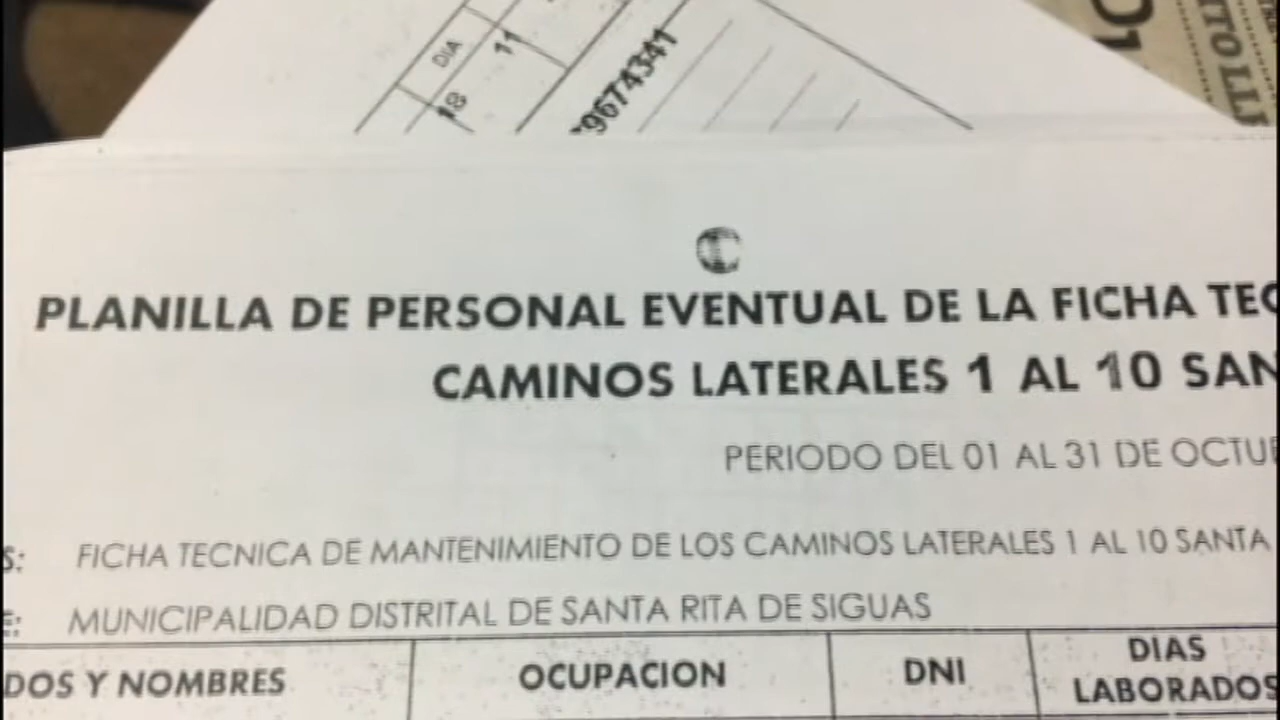 DIA
11
18
9674341
ITO LILE
PLANILLA DE PERSONAL EVENTUAL DE LA FICHA TEC
CAMINOS LATERALES 1 AL 10 SAN
PERIODO DEL 01 AL 31 DE OCTU
S: FICHA TECNICA DE MANTENIMIENTO DE LOS CAMINOS LATERALES 1 AL 10 SANTA
E: MUNICIPALIDAD DISTRITAL DE SANTA RITA DE SIGUAS
DOS Y NOMBRES OCUPACION DNI DIAS LABORADOS